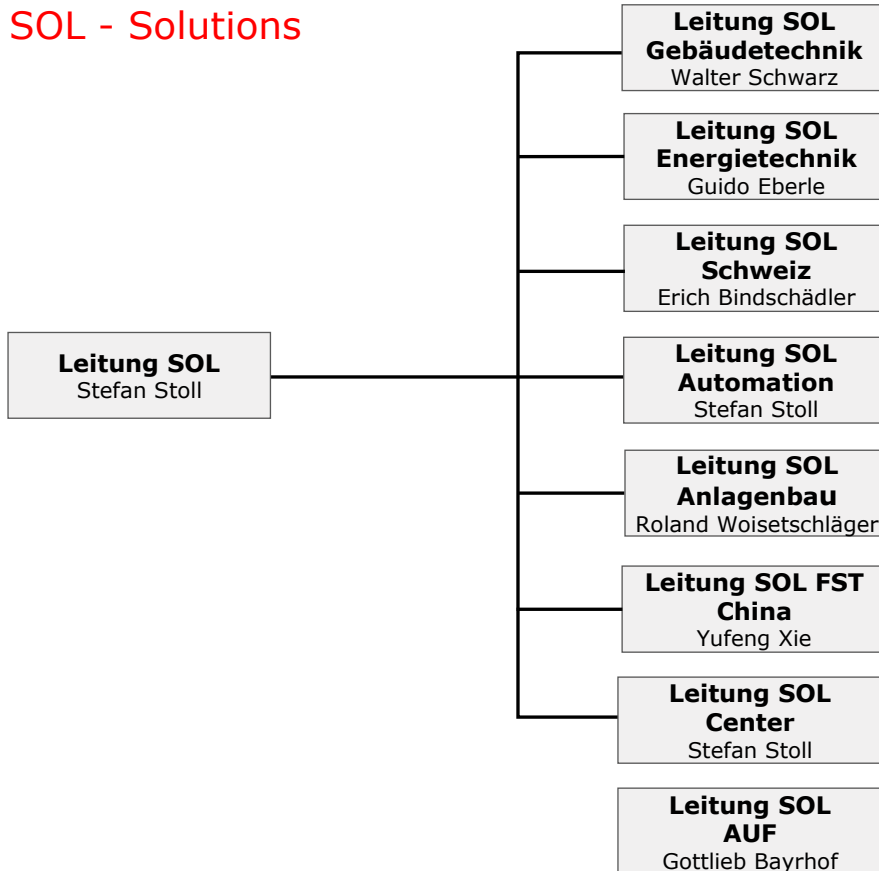 SOL - Solutions
Leitung SOL
Gebäudetechnik
Walter Schwarz
Leitung SOL
Energietechnik
Guido Eberle
Leitung SOL
Schweiz
Erich Bindschädler
Leitung SOL
Stefan Stoll
Leitung SOL
Automation
Stefan Stoll
Leitung SOL
Anlagenbau
Roland Woisetschläger
Leitung SOL FST
China
Yufeng Xie
Leitung SOL
Center
Stefan Stoll
Leitung SOL
AUF
Gottlieb Bayrhof